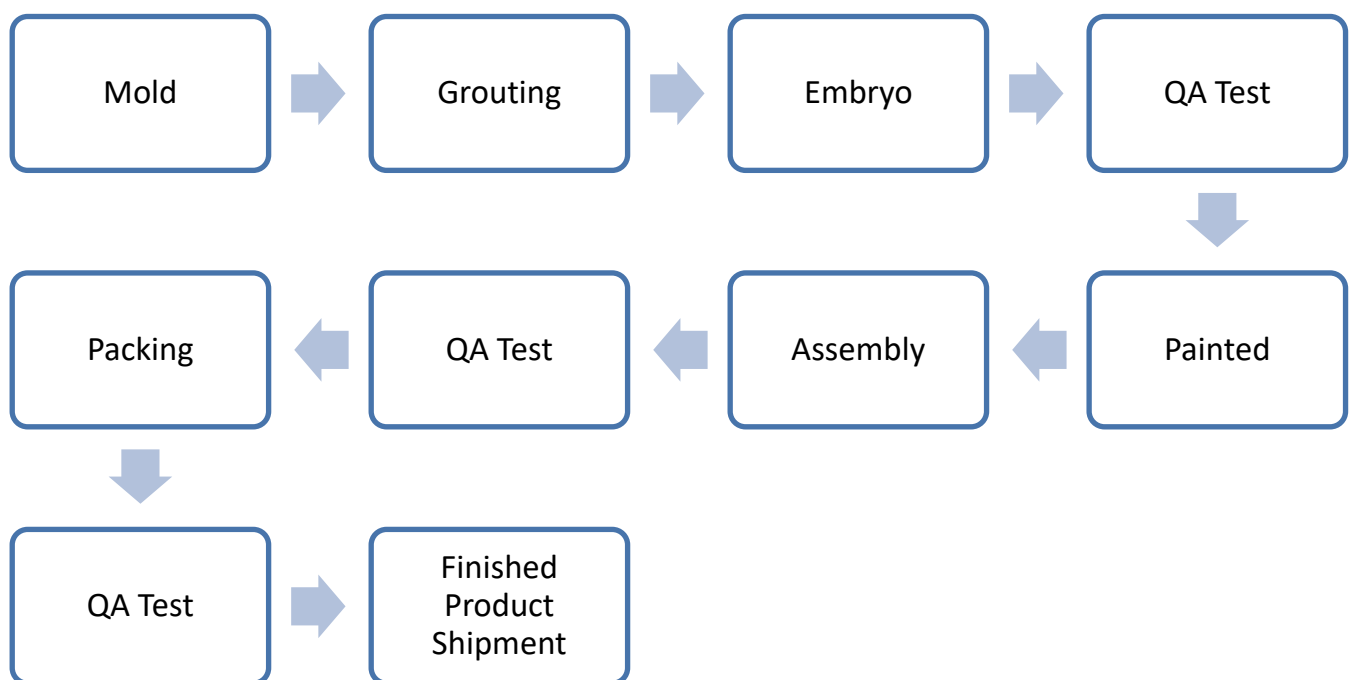 Mold
Grouting
Embryo
QA Test
Painted
Assembly
QA Test
Packing
QA Test
Finished
Product
Shipment